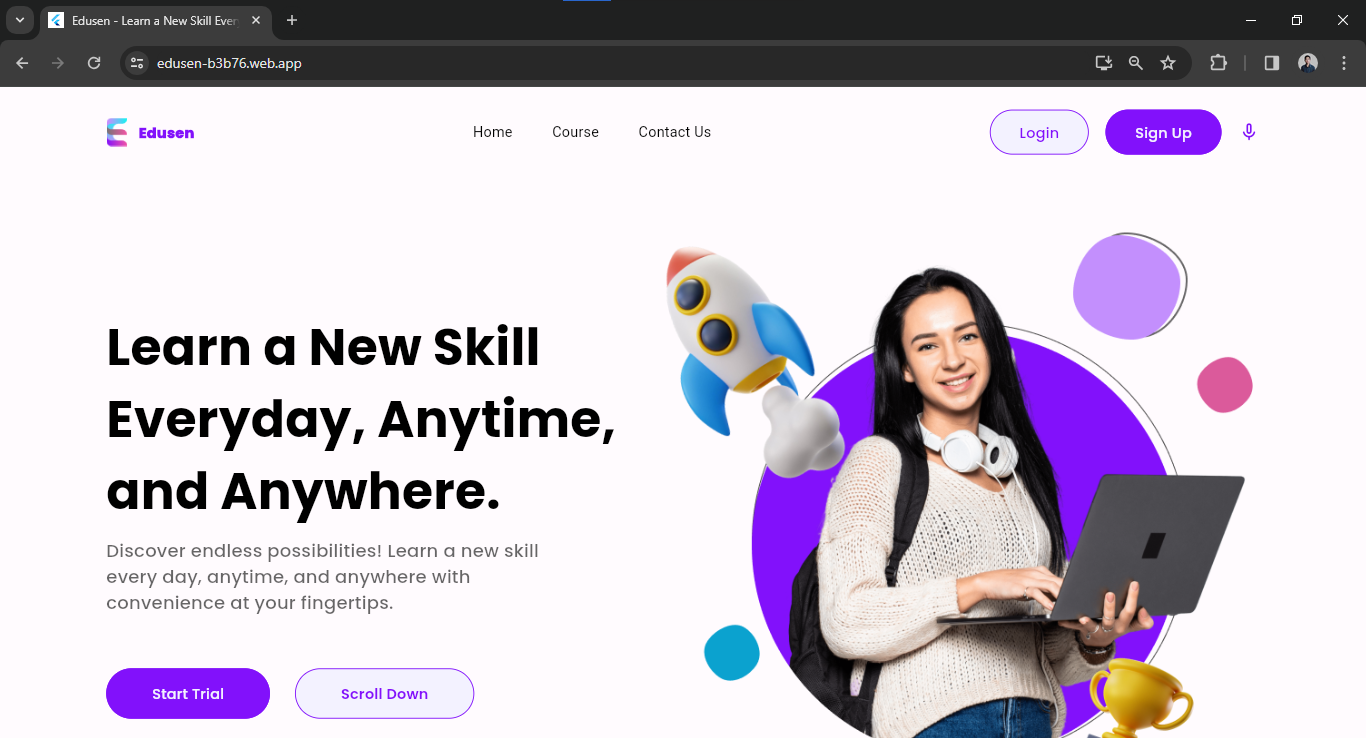 Edusen - Learn a New Skill Ever
edusen-b3b76.web.app
Edusen
Home
Course
Contact Us
Login
Sign Up
Learn a New Skill
Everyday, Anytime,
and Anywhere.
Discover endless possibilities! Learn a new skill
every day, anytime, and anywhere with
convenience at your fingertips.
Start Trial
Scroll Down